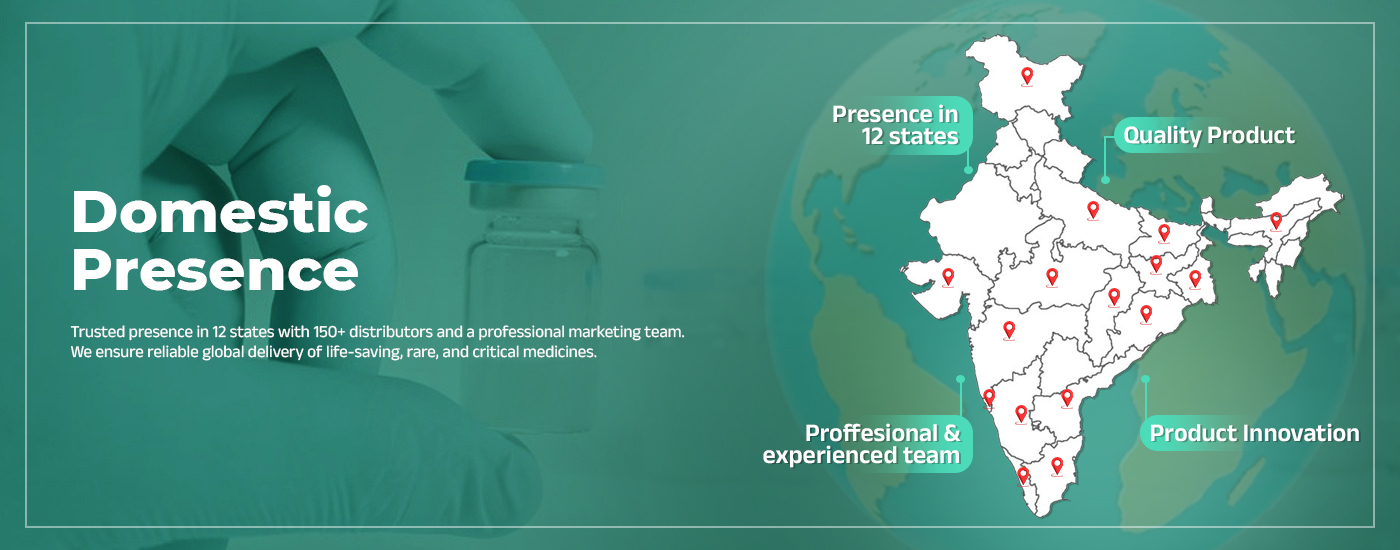 Domestic
Presence
Trusted presence in 12 states with 150+ distributors and a professional marketing team.
We ensure reliable global delivery of life-saving, rare, and critical medicines.
Presence in
12 states
Quality Product
Proffesional &
experienced team
Product Innovation